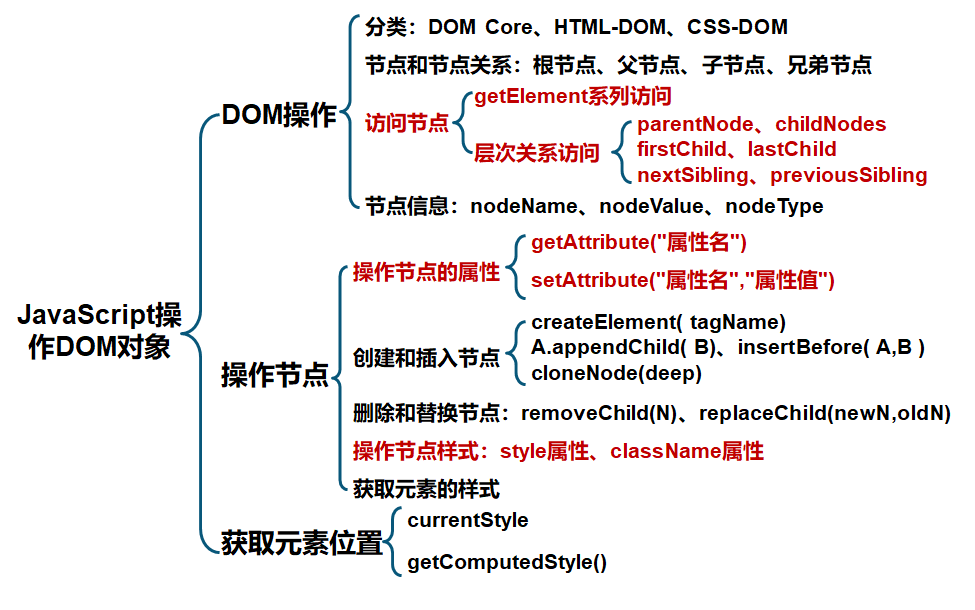 分类：DOM Core、HTML-DOM、CSS-DOM
节点和节点关系：根节点、父节点、子节点、兄弟节点
getElement系列访问
DOM操作
访问节点
parentNode、childNodes
层次关系访问
firstChild、lastChild
nextSibling、previousSibling
节点信息：nodeName、nodeValue、nodeType
getAttribute("属性名")
操作节点的属性
setAttribute("属性名","属性值")
JavaScript操
作DOM对象
createElement( tagName)
创建和插入节点
A.appendChild( B)、insertBefore( A,B )
操作节点
cloneNode(deep)
删除和替换节点：removeChild(N)、replaceChild(newN,oldN)
操作节点样式：style属性、className属性
获取元素的样式
currentStyle
获取元素位置
getComputedStyle()